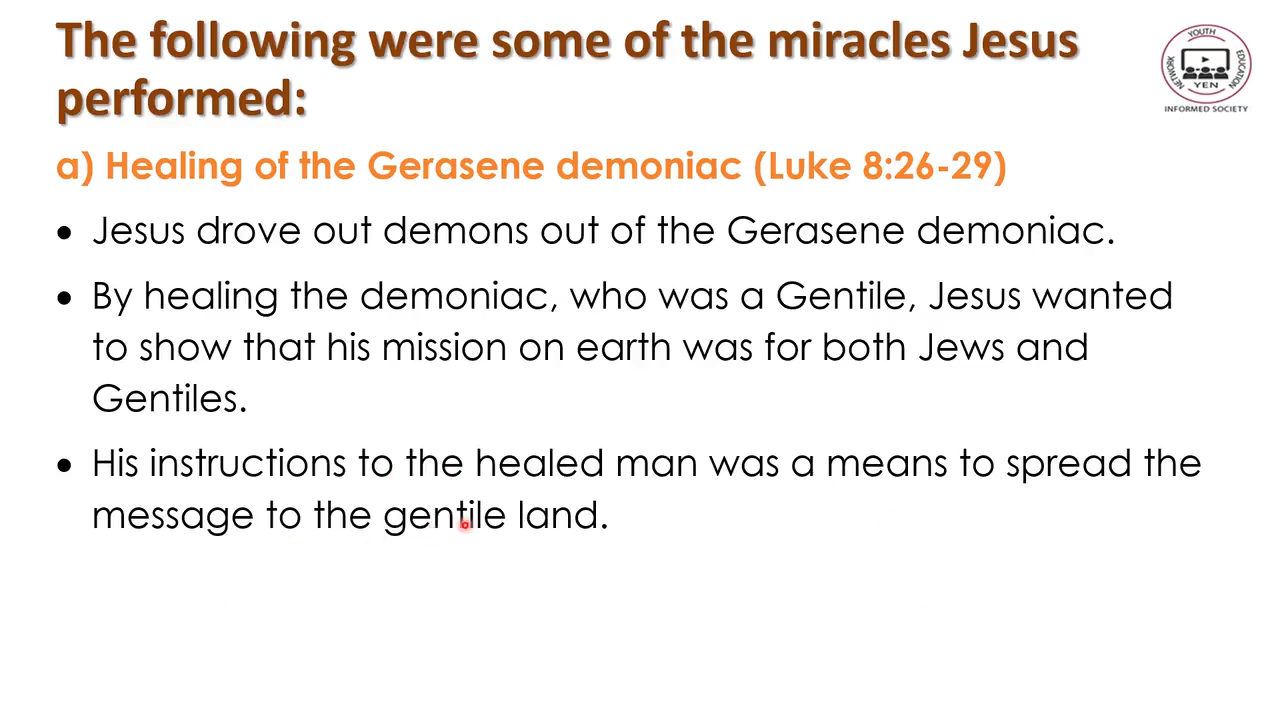 The following were some of the miracles Jesus
performed:
YOUTH
EDUCATION
NETWORK
YEN
INFORMED SOCIETY
a) Healing of the Gerasene demoniac (Luke 8:26-29)
• Jesus drove out demons out of the Gerasene demoniac.
• By healing the demoniac, who was a Gentile, Jesus wanted
to show that his mission on earth was for both Jews and
Gentiles.
• His instructions to the healed man was a means to spread the
message to the gentile land.